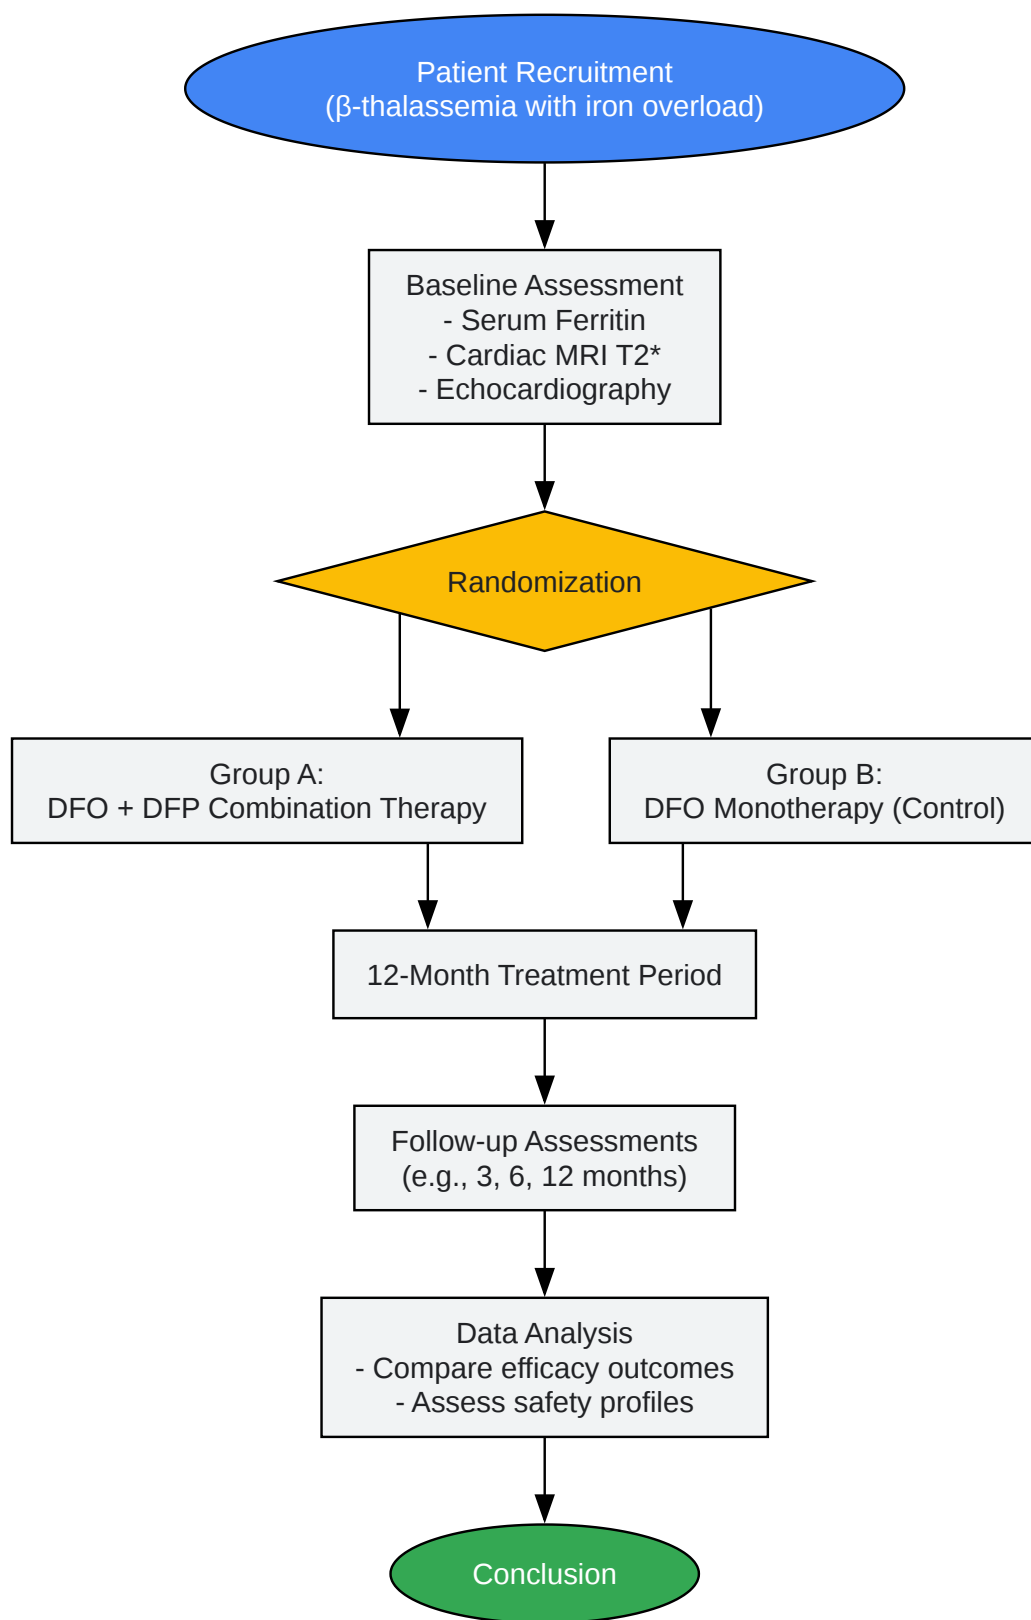 Patient Recruitment
(β-thalassemia with iron overload)
Baseline Assessment
- Serum Ferritin
- Cardiac MRI T2*
- Echocardiography
Randomization
Group A:
DFO + DFP Combination Therapy
Group B:
DFO Monotherapy (Control)
12-Month Treatment Period
Follow-up Assessments
(e.g., 3, 6, 12 months)
Data Analysis
- Compare efficacy outcomes
- Assess safety profiles
Conclusion